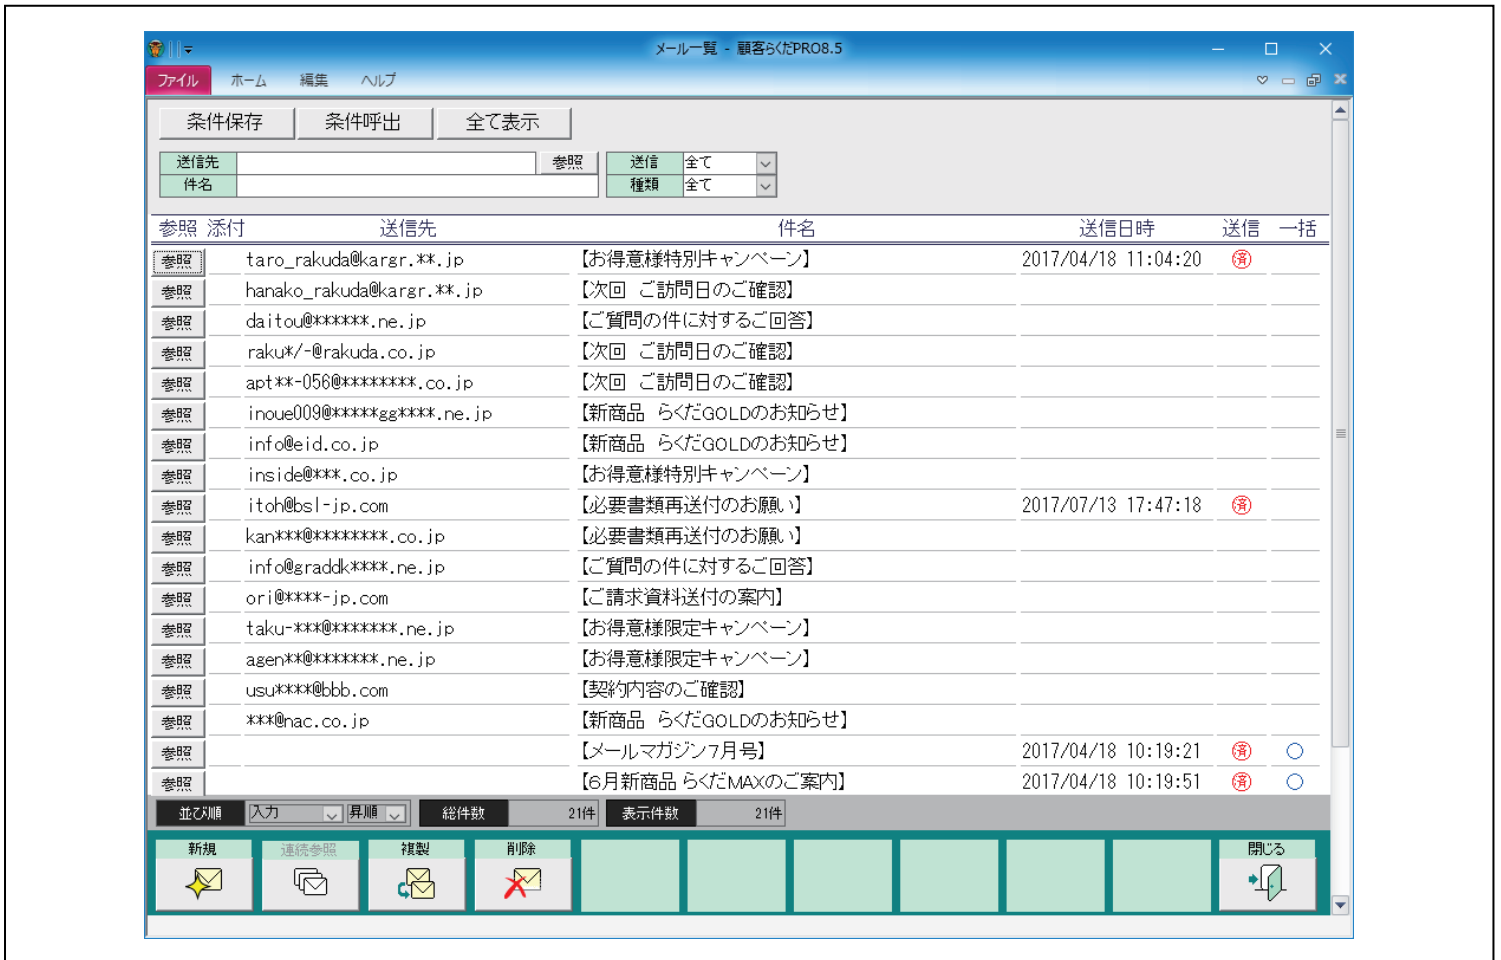 メール一覧 - 顧客らくだPRO8.5
ファイル ホーム 編集 ヘルプ
条件保存 条件呼出 全て表示
送信先 参照 送信 全て
件名 種類 全て
参照 添付 送信先 件名 送信日時 送信 一括
参照 taro_rakuda@kargr.**.jp 【お得意様特別キャンペーン】 2017/04/18 11:04:20 済
参照 hanako_rakuda@kargr.**.jp 【次回 ご訪問日のご確認】
参照 daitou@******.ne.jp 【ご質問の件に対するご回答】
参照 raku*/-@rakuda.co.jp 【次回 ご訪問日のご確認】
参照 apt**-056@********.co.jp 【次回 ご訪問日のご確認】
参照 inoue009@*****gg****.ne.jp 【新商品 らくだGOLDのお知らせ】
参照 info@eid.co.jp 【新商品 らくだGOLDのお知らせ】
参照 inside@***.co.jp 【お得意様特別キャンペーン】
参照 itoh@bsl-jp.com 【必要書類再送付のお願い】 2017/07/13 17:47:18 済
参照 kan***@********.co.jp 【必要書類再送付のお願い】
参照 info@graddk****.ne.jp 【ご質問の件に対するご回答】
参照 ori@****-jp.com 【ご請求資料送付の案内】
参照 taku-***@*******.ne.jp 【お得意様限定キャンペーン】
参照 agen**@*******.ne.jp 【お得意様限定キャンペーン】
参照 usu****@bbb.com 【契約内容のご確認】
参照 ***@nac.co.jp 【新商品 らくだGOLDのお知らせ】
参照 【メールマガジン7月号】 2017/04/18 10:19:21 済 ○
参照 【6月新商品 らくだMAXのご案内】 2017/04/18 10:19:51 済 ○
並び順 入力 昇順 総件数 21件 表示件数 21件
新規 連続参照 複製 削除 閉じる